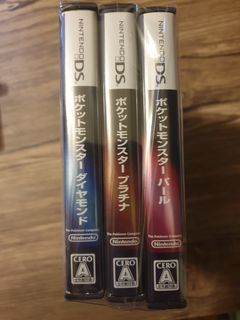 NINTENDO DS
ポケットモンスター ダイヤモンド
The Pokémon Company
Nintendo
CERO
A
NINTENDO DS
ポケットモンスター プラチナ
The Pokémon Company
Nintendo
CERO
A
NINTENDO DS
ポケットモンスター パール
The Pokémon Company
Nintendo
CERO
A